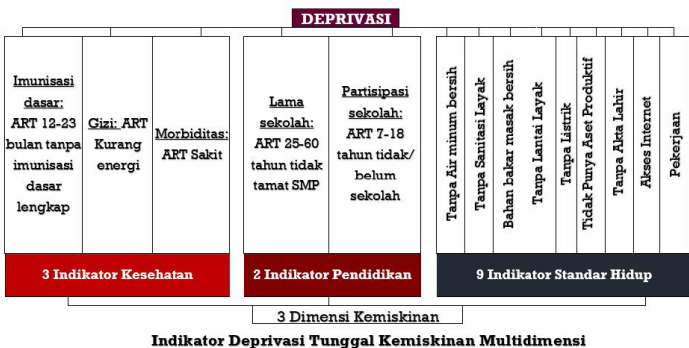 DEPRIVASI
Imunisasi
dasar:
ART 12-23
bulan tanpa
imunisasi
dasar
lengkap
Gizi: ART
Kurang
energi
Morbiditas:
ART Sakit
Lama
sekolah:
ART 25-60
tahun tidak
tamat SMP
Partisipasi
sekolah:
ART 7-18
tahun tidak/
belum
sekolah
Tanpa Air minum bersih
Tanpa Sanitasi Layak
Bahan bakar masak bersih
Tanpa Lantai Layak
Tanpa Listrik
Tidak Punya Aset Produktif
Tanpa Akta Lahir
Akses Internet
Pekerjaan
3 Indikator Kesehatan
2 Indikator Pendidikan
9 Indikator Standar Hidup
3 Dimensi Kemiskinan
Indikator Deprivasi Tunggal Kemiskinan Multidimensi